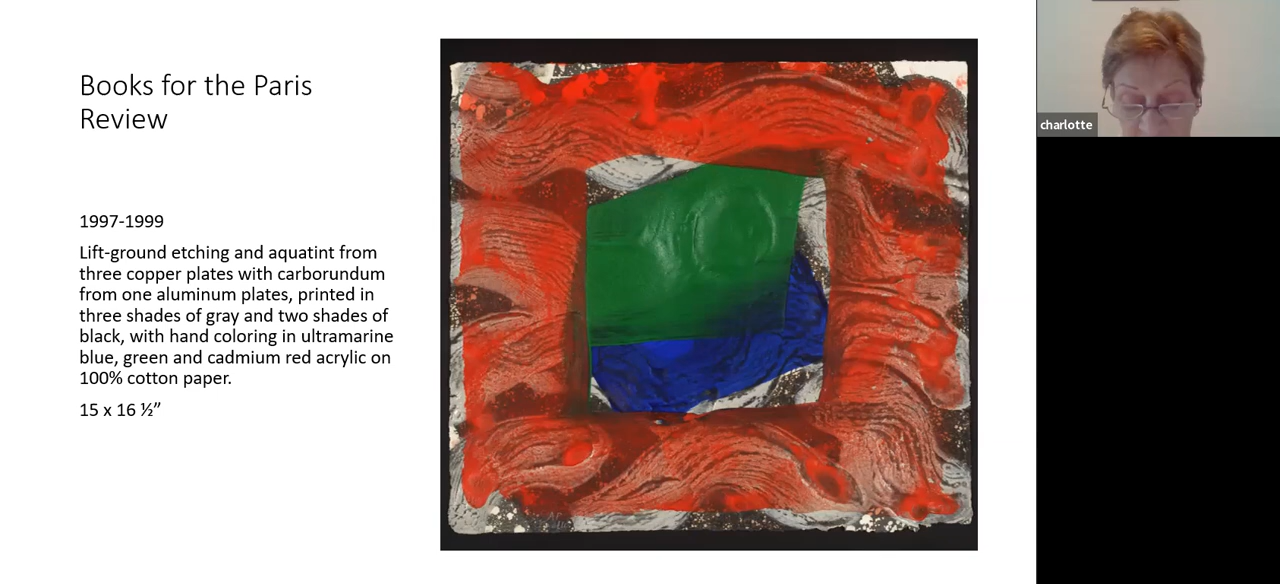 Books for the Paris
Review
1997-1999
Lift-ground etching and aquatint from
three copper plates with carborundum
from one aluminum plates, printed in
three shades of gray and two shades of
black, with hand coloring in ultramarine
blue, green and cadmium red acrylic on
100% cotton paper.
15 x 16 ½”
charlotte